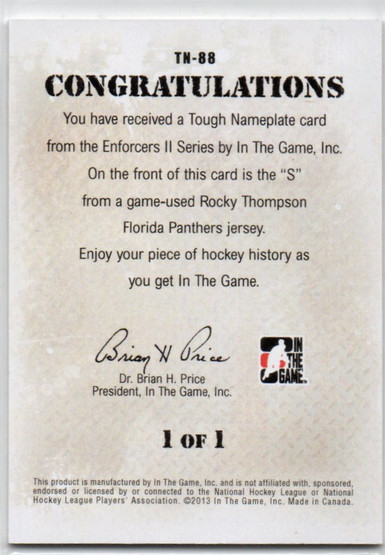 TN-88
CONGRATULATIONS
You have received a Tough Nameplate card
from the Enforcers II Series by In The Game, Inc.
On the front of this card is the "S"
from a game-used Rocky Thompson
Florida Panthers jersey.
Enjoy your piece of hockey history as
you get In The Game.
Brian H Price
Dr. Brian H. Price
President, In The Game, Inc.
IN
THE
GAME.
1 OF 1
This product is manufactured by In The Game, Inc. and is not affiliated with, sponsored,
endorsed or licensed by or connected to the National Hockey League or National
Hockey League Players' Association. ©2013 In The Game, Inc. Made in Canada.